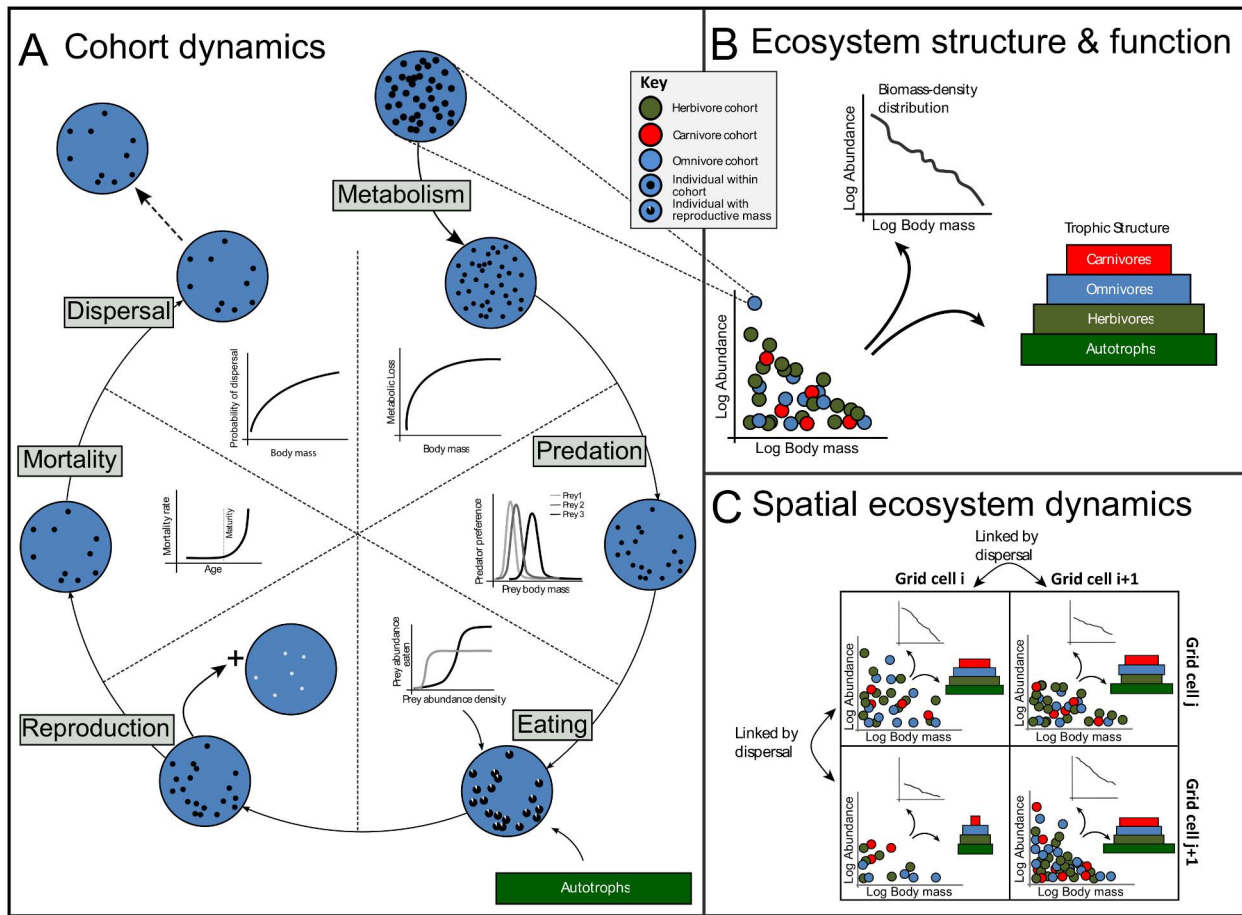 A Cohort dynamics
Metabolism
Dispersal
Mortality
Predation
Reproduction
Eating
Probability of dispersal
Body mass
Metabolic Loss
Body mass
Mortality rate
Maturity
Age
Prey1
Prey 2
Prey 3
Predator preference
Prey body mass
Prey abundance
eaten
Prey abundance density
+
Autotrophs
Key
Herbivore cohort
Carnivore cohort
Omnivore cohort
Individual within
cohort
Individual with
reproductive mass
B Ecosystem structure & function
Biomass-density
distribution
Log Abundance
Log Body mass
Trophic Structure
Carnivores
Omnivores
Herbivores
Autotrophs
Log Abundance
Log Body mass
C Spatial ecosystem dynamics
Linked by
dispersal
Grid cell i
Grid cell i+1
Grid cell j
Grid cell j+1
Linked by
dispersal
Log Abundance
Log Body mass
Log Abundance
Log Body mass
Log Abundance
Log Body mass
Log Abundance
Log Body mass